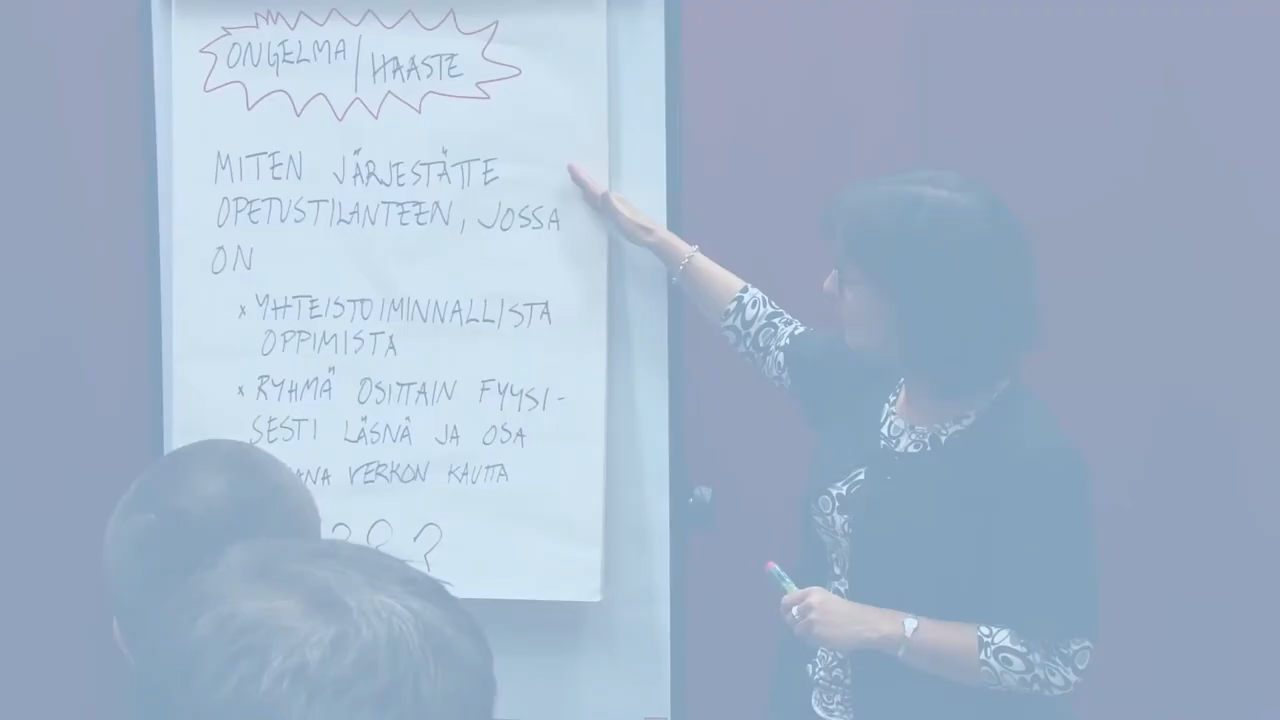 ONGELMA / HAASTE
MITEN JÄRJESTÄTTE
OPETUSTILANTEEN, JOSSA
ON
x YHTEISTOIMINNALLISTA
OPPIMISTA
x RYHMÄ OSITTAIN FYYSI-
SESTI LÄSNÄ JA OSA
VERKON KAUTTA
???